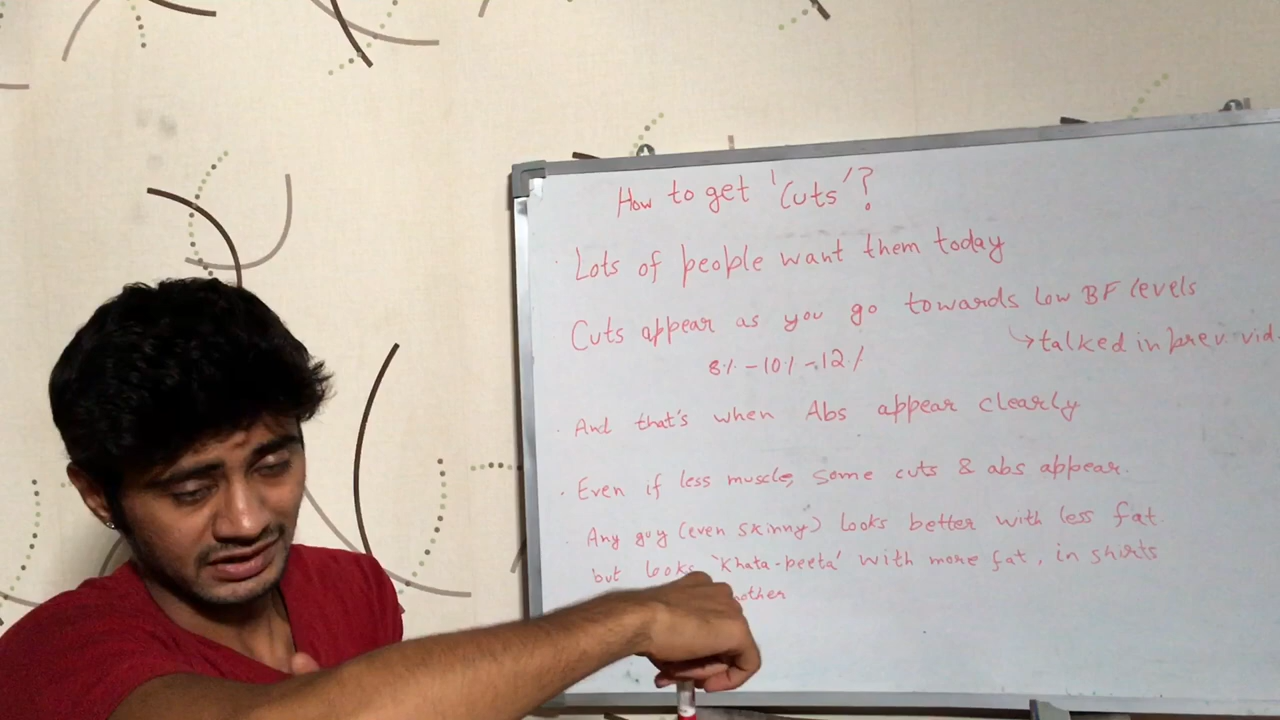 How to get 'Cuts'?
· Lots of people want them today
Cuts appear as you go towards low BF levels
→ talked in prev. vid.
8% - 10% - 12%
· And that's when Abs appear clearly
· Even if less muscle, some cuts & abs appear.
· Any guy (even skinny) looks better with less fat.
but looks 'Khata-peeta' with more fat, in shirts